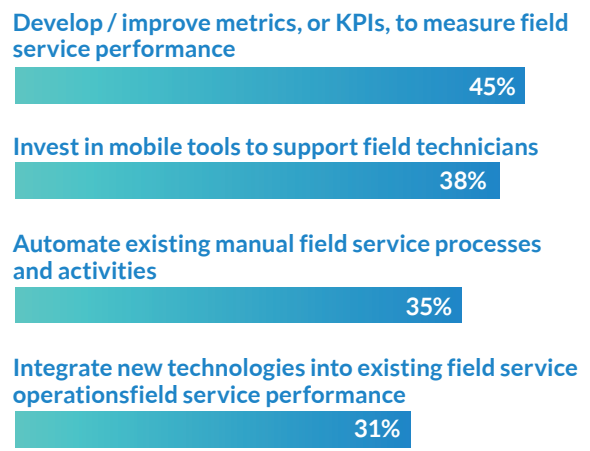 Develop / improve metrics, or KPIs, to measure field
service performance
45%
Invest in mobile tools to support field technicians
38%
Automate existing manual field service processes
and activities
35%
Integrate new technologies into existing field service
operationsfield service performance
31%